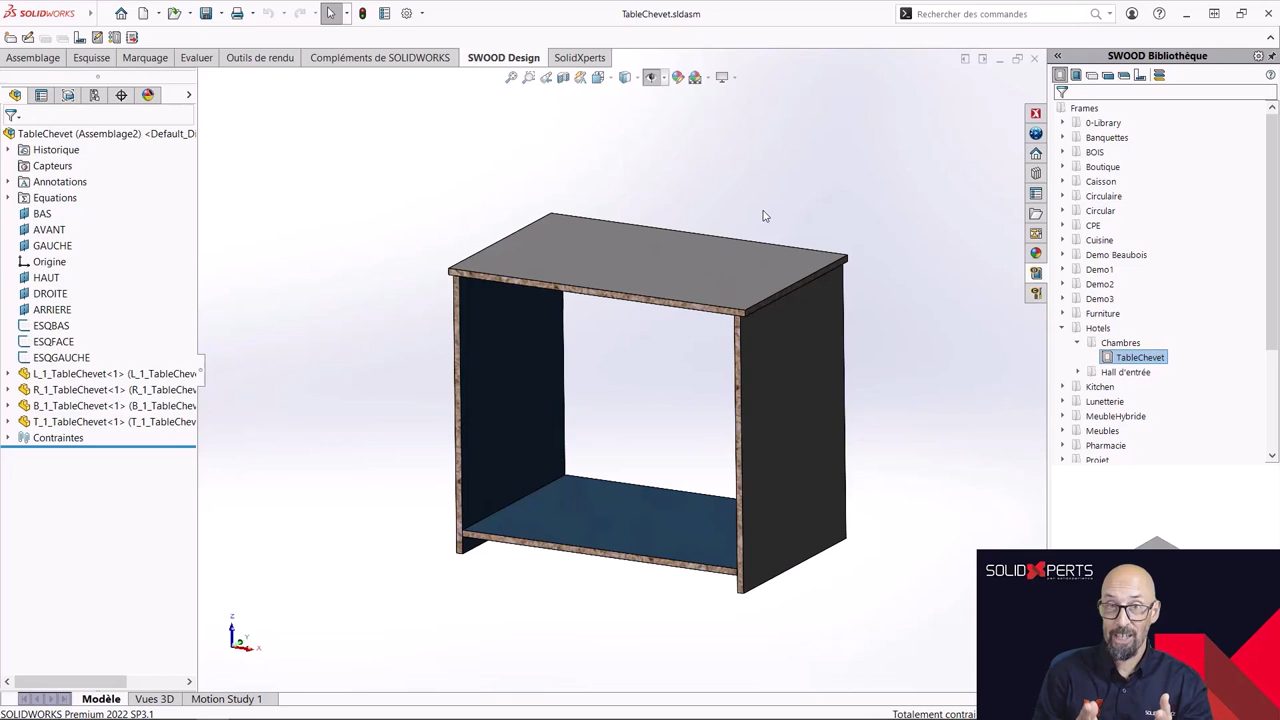 SOLIDWORKS
TableChevet.sldasm
Rechercher des commandes
Assemblage
Esquisse
Marquage
Evaluer
Outils de rendu
Compléments de SOLIDWORKS
SWOOD Design
SolidXperts
SWOOD Bibliothèque
TableChevet (Assemblage2) <Default_Di
Historique
Capteurs
Annotations
Equations
BAS
AVANT
GAUCHE
Origine
HAUT
DROITE
ARRIERE
ESQBAS
ESQFACE
ESQGAUCHE
L_1_TableChevet<1> (L_1_TableChev
R_1_TableChevet<1> (R_1_TableChev
B_1_TableChevet<1> (B_1_TableChev
T_1_TableChevet<1> (T_1_TableChev
Contraintes
Frames
0-Library
Banquettes
BOIS
Boutique
Caisson
Circulaire
Circular
CPE
Cuisine
Demo Beaubois
Demo1
Demo2
Demo3
Furniture
Hotels
Chambres
TableChevet
Hall d'entrée
Kitchen
Lunetterie
MeubleHybride
Meubles
Pharmacie
Projet
Z
Y
X
SOLIDXPERTS
par solidxperience
Modèle
Vues 3D
Motion Study 1
SOLIDWORKS Premium 2022 SP3.1
Totalement contrai